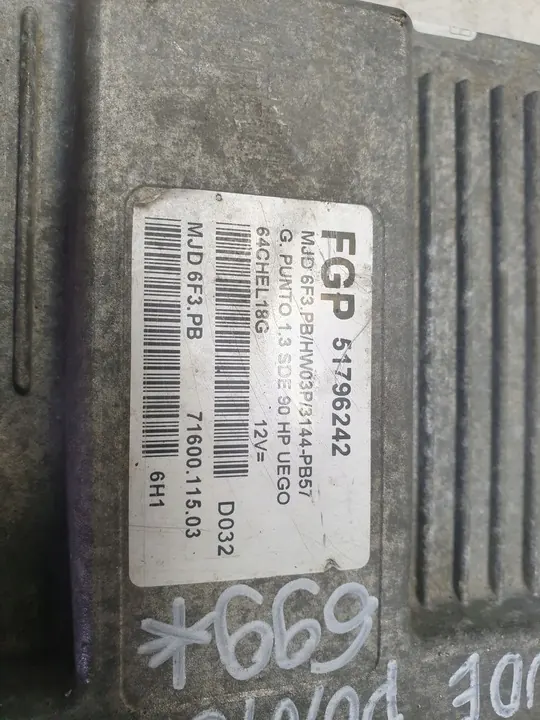 FGP 51796242
MJD 6F3.PB/HW03P/3144-PB57
G. PUNTO 1.3 SDE 90 HP UEGO
64CHEL18G 12V=
D032
MJD 6F3.PB 71600.115.03
6H1
699*